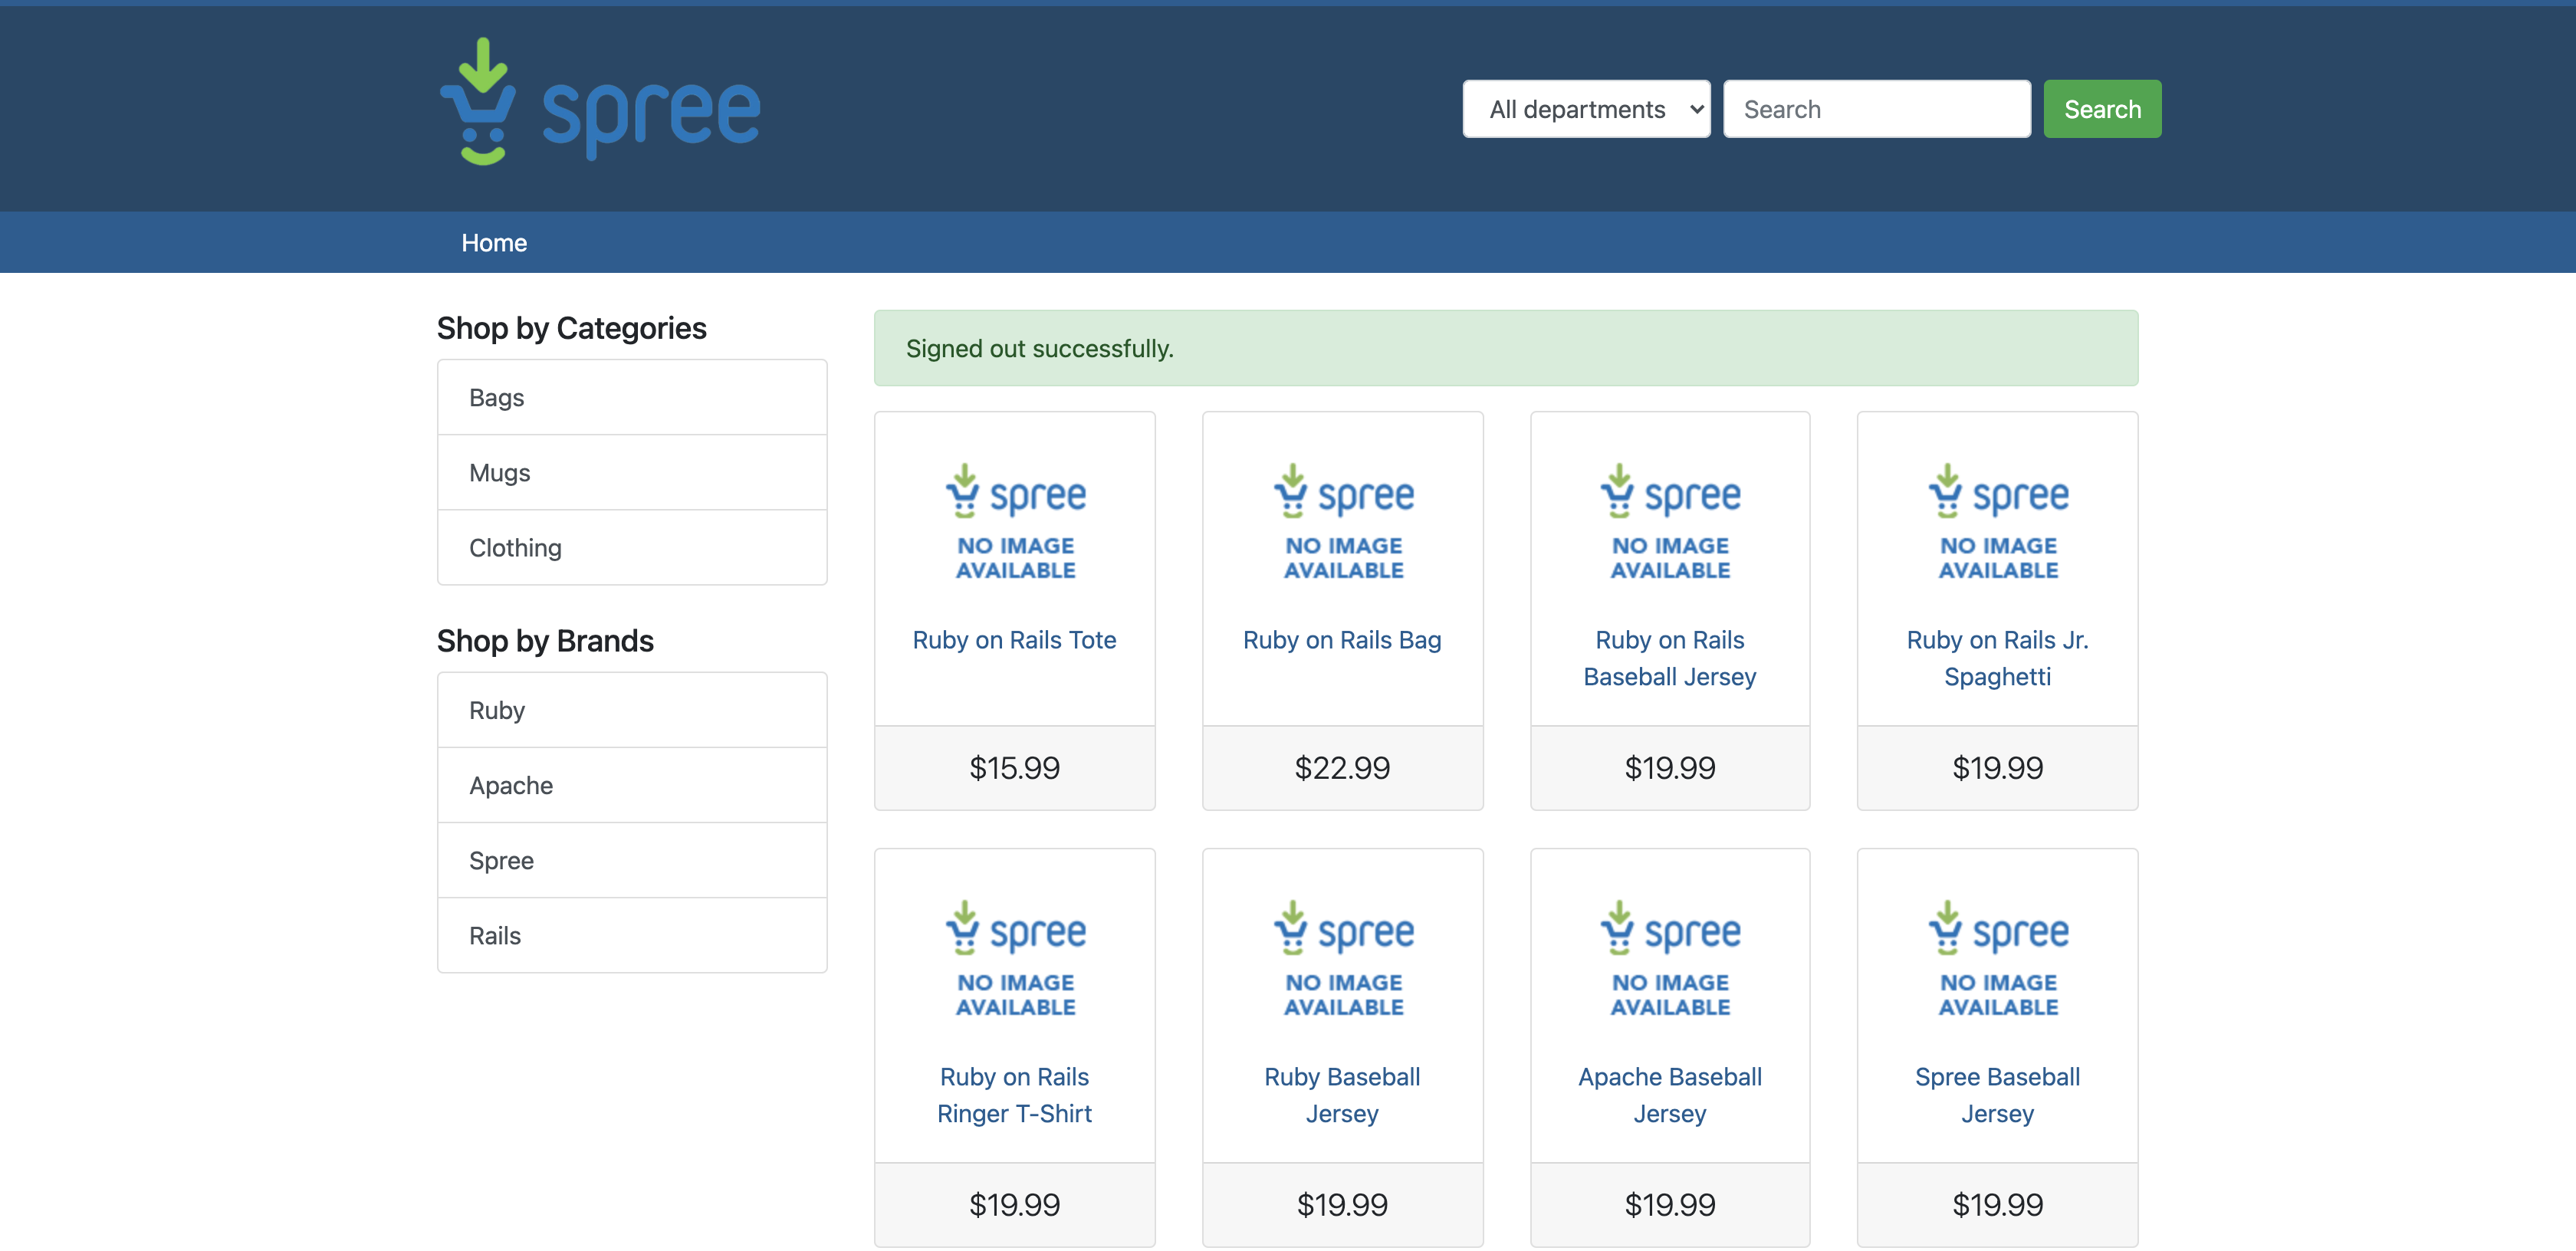 spree
All departments
Search
Search
Home
Shop by Categories
Bags
Mugs
Clothing
Shop by Brands
Ruby
Apache
Spree
Rails
Signed out successfully.
spree
NO IMAGE
AVAILABLE
Ruby on Rails Tote
$15.99
spree
NO IMAGE
AVAILABLE
Ruby on Rails Bag
$22.99
spree
NO IMAGE
AVAILABLE
Ruby on Rails
Baseball Jersey
$19.99
spree
NO IMAGE
AVAILABLE
Ruby on Rails Jr.
Spaghetti
$19.99
spree
NO IMAGE
AVAILABLE
Ruby on Rails
Ringer T-Shirt
$19.99
spree
NO IMAGE
AVAILABLE
Ruby Baseball
Jersey
$19.99
spree
NO IMAGE
AVAILABLE
Apache Baseball
Jersey
$19.99
spree
NO IMAGE
AVAILABLE
Spree Baseball
Jersey
$19.99